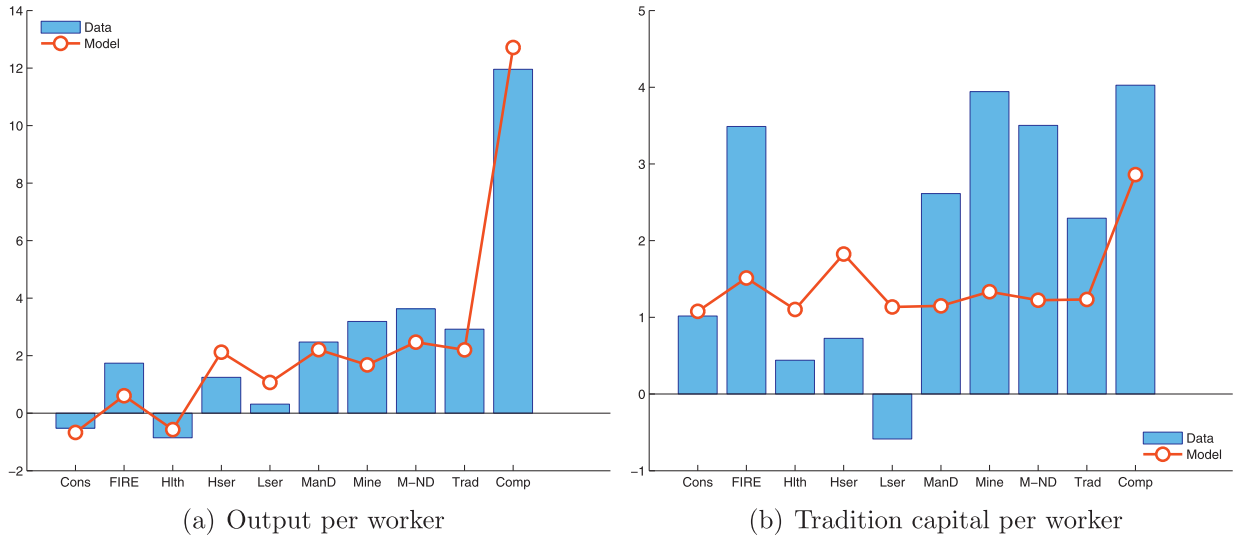 14
12
10
8
6
4
2
0
−2
Data
Model
Cons FIRE Hlth Hser Lser ManD Mine M−ND Trad Comp
(a) Output per worker
5
4
3
2
1
0
−1
Data
Model
Cons FIRE Hlth Hser Lser ManD Mine M−ND Trad Comp
(b) Tradition capital per worker